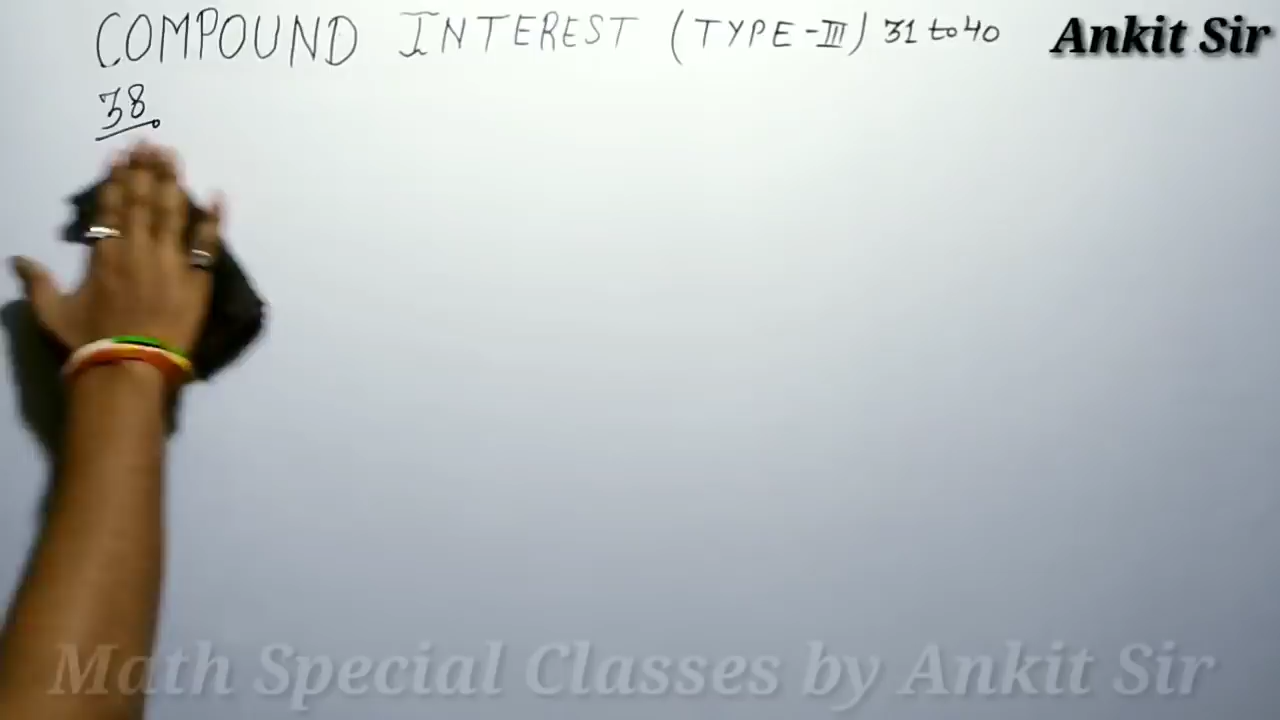 COMPOUND INTEREST (TYPE-III) 31 to 40 Ankit Sir
38.
Math Special Classes by Ankit Sir